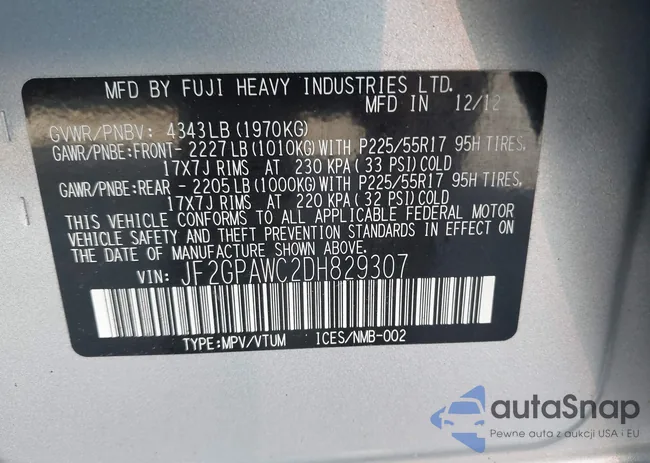 MFD BY FUJI HEAVY INDUSTRIES LTD.
MFD IN 12/12
GVWR/PNBV: 4343LB (1970KG)
GAWR/PNBE:FRONT- 2227 LB (1010KG) WITH P225/55R17 95H TIRES,
17X7J RIMS AT 230 KPA (33 PSI) COLD
GAWR/PNBE:REAR - 2205 LB (1000KG) WITH P225/55R17 95H TIRES,
17X7J RIMS AT 220 KPA (32 PSI) COLD
THIS VEHICLE CONFORMS TO ALL APPLICABLE FEDERAL MOTOR
VEHICLE SAFETY AND THEFT PREVENTION STANDARDS IN EFFECT ON
THE DATE OF MANUFACTURE SHOWN ABOVE.
VIN: JF2GPAWC2DH829307
TYPE:MPV/VTUM ICES/NMB-002
autoSnap
Pewne auta z aukcji USA i EU